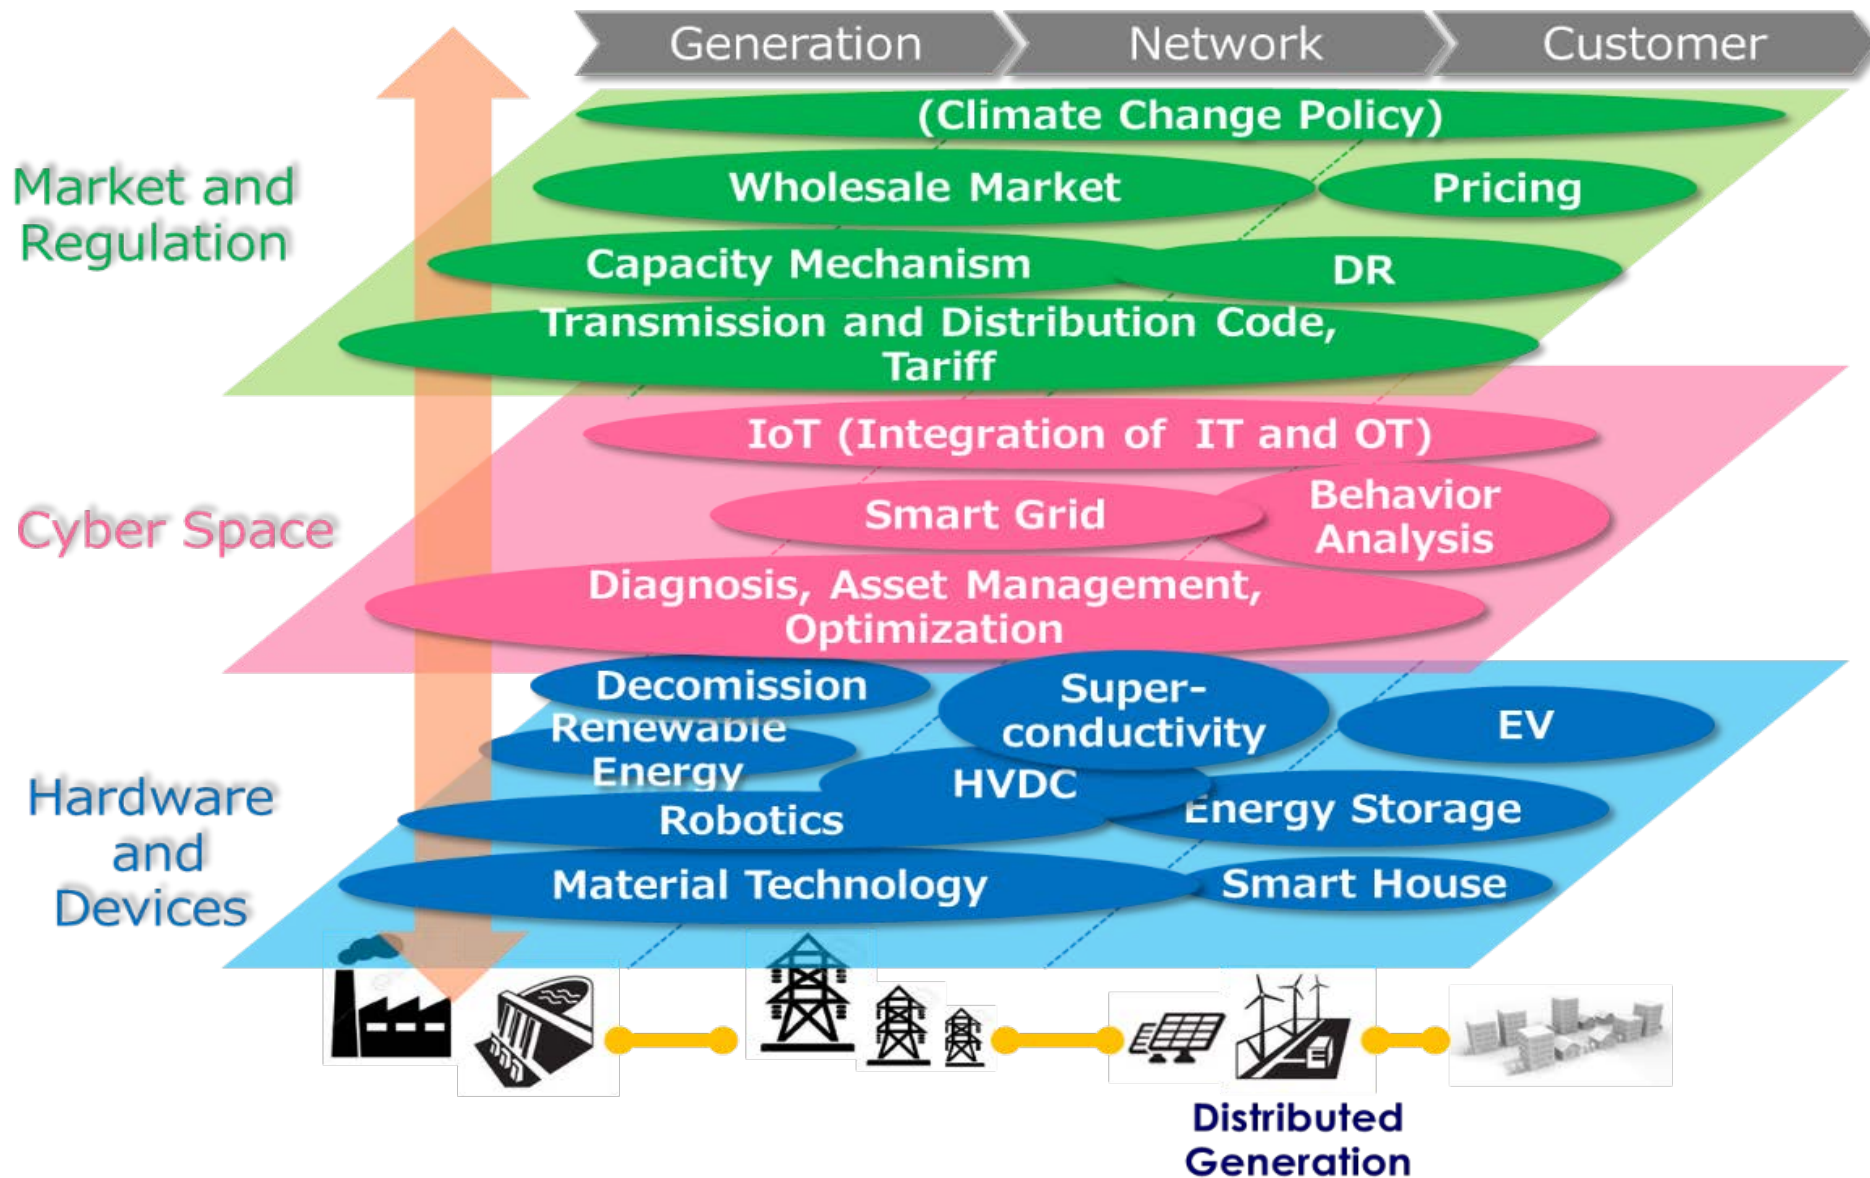 Generation
Network
Customer
Market and
Regulation
(Climate Change Policy)
Wholesale Market
Pricing
Capacity Mechanism
DR
Transmission and Distribution Code,
Tariff
Cyber Space
IoT (Integration of IT and OT)
Smart Grid
Behavior
Analysis
Diagnosis, Asset Management,
Optimization
Hardware
and
Devices
Decomission
Super-
conductivity
EV
Renewable
Energy
HVDC
Energy Storage
Robotics
Material Technology
Smart House
Distributed
Generation